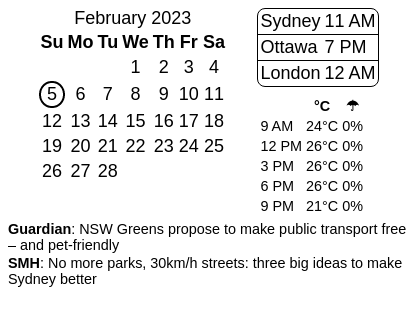 February 2023
Su Mo Tu We Th Fr Sa
1 2 3 4
5 6 7 8 9 10 11
12 13 14 15 16 17 18
19 20 21 22 23 24 25
26 27 28
Sydney 11 AM
Ottawa 7 PM
London 12 AM
°C ☂
9 AM 24°C 0%
12 PM 26°C 0%
3 PM 26°C 0%
6 PM 26°C 0%
9 PM 21°C 0%
Guardian: NSW Greens propose to make public transport free
– and pet-friendly
SMH: No more parks, 30km/h streets: three big ideas to make
Sydney better